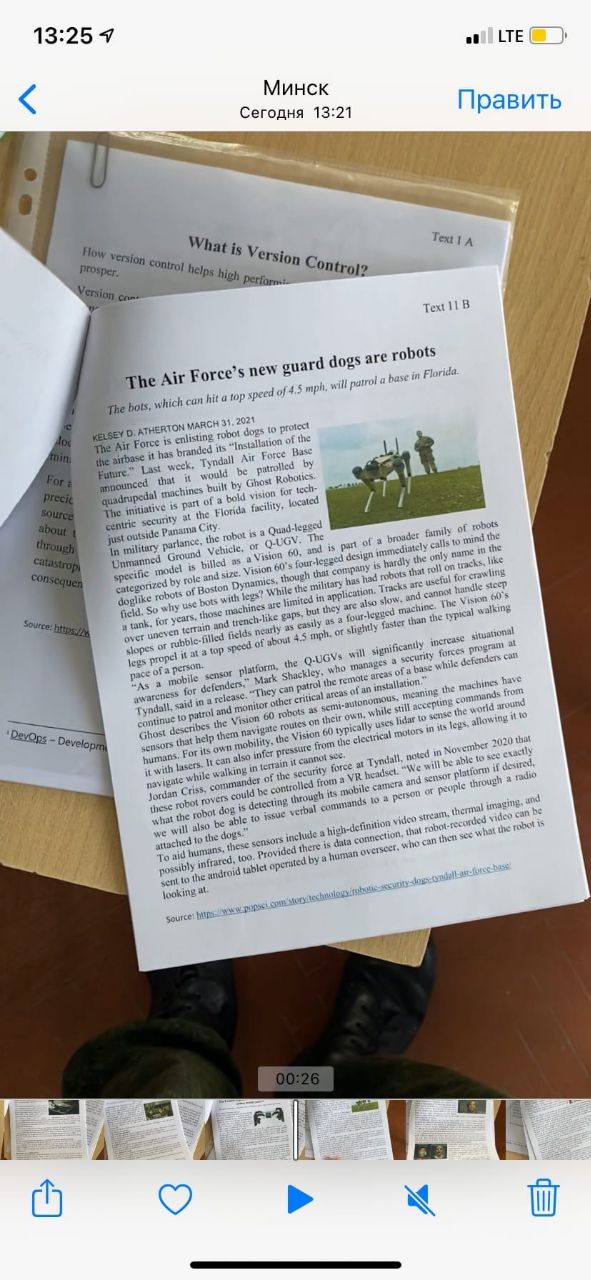 13:25
LTE
Минск
Сегодня 13:21
Править
Text 1 A
What is Version Control?
How version control helps high
prosper.
Version
Text 11 B
The Air Force's new guard dogs are robots
The bots, which can hit a top speed of 4.5 mph, will patrol a base in Florida.
KELSEY D. ATHERTON MARCH 31, 2021
The Air Force is enlisting robot dogs to protect
the airbase it has branded its "Installation of the
Future." Last week, Tyndall Air Force Base
announced that it would be patrolled by
quadrupedal machines built by Ghost Robotics.
The initiative is part of a bold vision for tech-
centric security at the Florida facility, located
just outside Panama City.
In military parlance, the robot is a Quad-legged
Unmanned Ground Vehicle, or Q-UGV. The
specific model is billed as a Vision 60, and is part of a broader family of robots
categorized by role and size. Vision 60's four-legged design immediately calls to mind the
doglike robots of Boston Dynamics, though that company is hardly the only name in the
field. So why use bots with legs? While the military has had robots that roll on tracks, like
a tank, for years, those machines are limited in application. Tracks are useful for crawling
over uneven terrain and trench-like gaps, but they are also slow, and cannot handle steep
slopes or rubble-filled fields nearly as easily as a four-legged machine. The Vision 60's
legs propel it at a top speed of about 4.5 mph, or slightly faster than the typical walking
pace of a person.
"As a mobile sensor platform, the Q-UGVs will significantly increase situational
awareness for defenders," Mark Shackley, who manages a security forces program at
Tyndall, said in a release. "They can patrol the remote areas of a base while defenders can
continue to patrol and monitor other critical areas of an installation."
Ghost describes the Vision 60 robots as semi-autonomous, meaning the machines have
sensors that help them navigate routes on their own, while still accepting commands from
humans. For its own mobility, the Vision 60 typically uses lidar to sense the world around
it with lasers. It can also infer pressure from the electrical motors in its legs, allowing it to
navigate while walking in terrain it cannot see.
Jordan Criss, commander of the security force at Tyndall, noted in November 2020 that
these robot rovers could be controlled from a VR headset. "We will be able to see exactly
what the robot dog is detecting through its mobile camera and sensor platform if desired,
we will also be able to issue verbal commands to a person or people through a radio
attached to the dogs."
To aid humans, these sensors include a high-definition video stream, thermal imaging, and
possibly infrared, too. Provided there is data connection, that robot-recorded video can be
sent to the android tablet operated by a human overseer, who can then see what the robot is
looking at.
Source: https://www.popsci.com/story/technology/robotic-security-dogs-tyndall-air-force-base/
For
source
about
through
Source: https://
DevOps –
00:26